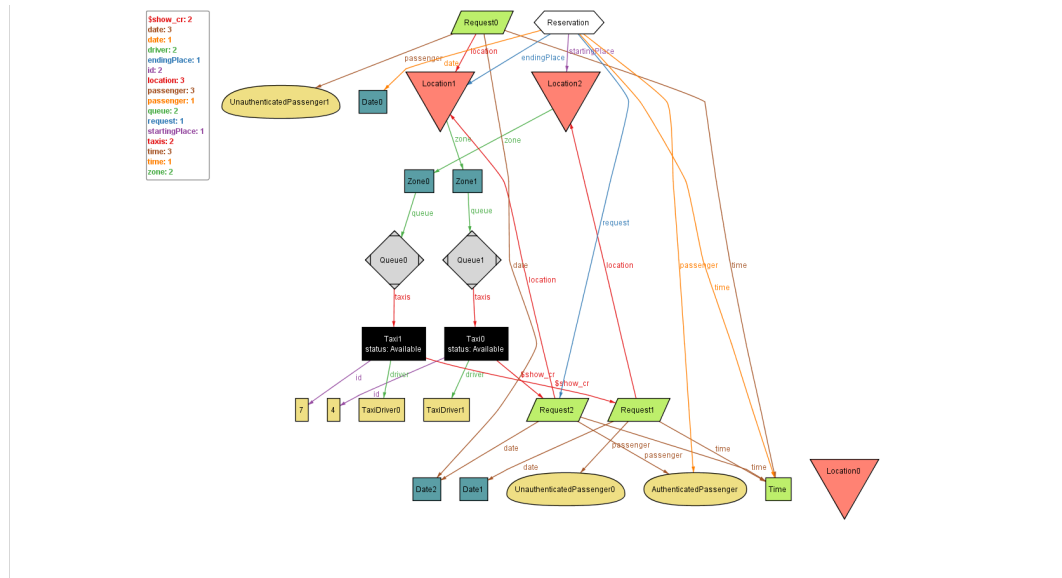 $show_cr: 2
date: 3
date: 1
driver: 2
endingPlace: 1
id: 2
location: 3
passenger: 3
passenger: 1
queue: 2
request: 1
startingPlace: 1
taxis: 2
time: 3
time: 1
zone: 2
Request0
Reservation
passenger
location
date
endingPlace
startingPlace
UnauthenticatedPassenger1
Date0
Location1
Location2
zone
zone
Zone0
Zone1
queue
queue
request
Queue0
Queue1
date
location
location
passenger
time
time
taxis
taxis
Taxi1
status: Available
Taxi0
status: Available
id
driver
id
driver
$show_cr
$show_cr
7
4
TaxiDriver0
TaxiDriver1
Request2
Request1
date
passenger
passenger
time
date
time
Date2
Date1
UnauthenticatedPassenger0
AuthenticatedPassenger
Time
Location0